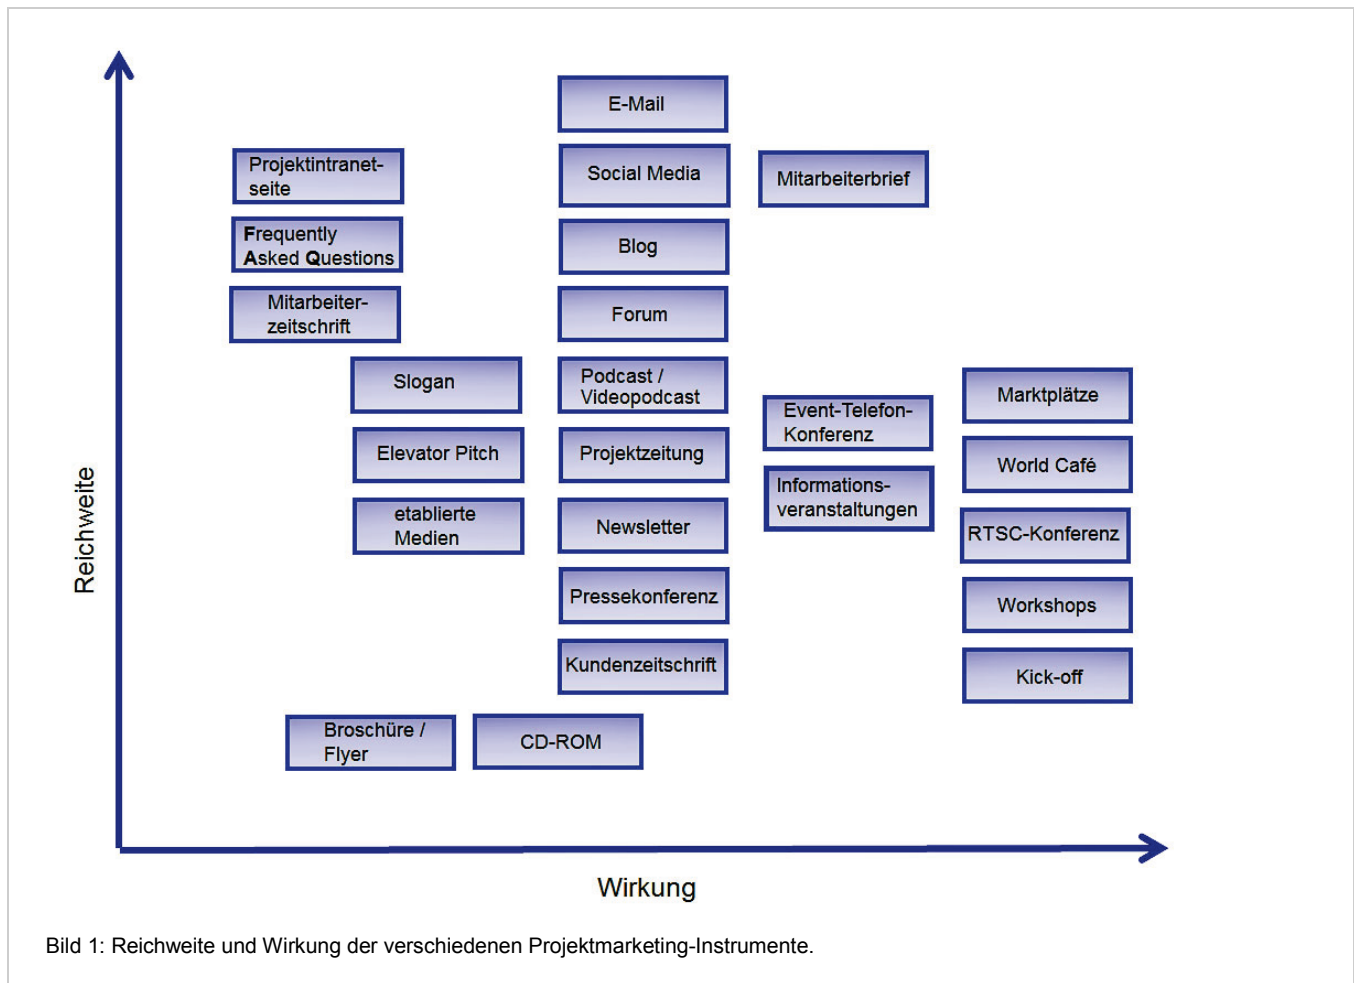 E-Mail
Projektintranet-
seite
Social Media
Mitarbeiterbrief
Frequently
Asked Questions
Blog
Mitarbeiter-
zeitschrift
Forum
Slogan
Podcast /
Videopodcast
Marktplätze
Event-Telefon-
Konferenz
Elevator Pitch
Projektzeitung
World Café
Informations-
veranstaltungen
etablierte
Medien
Newsletter
RTSC-Konferenz
Pressekonferenz
Workshops
Kundenzeitschrift
Kick-off
Broschüre /
Flyer
CD-ROM
Reichweite
Wirkung
Bild 1: Reichweite und Wirkung der verschiedenen Projektmarketing-Instrumente.